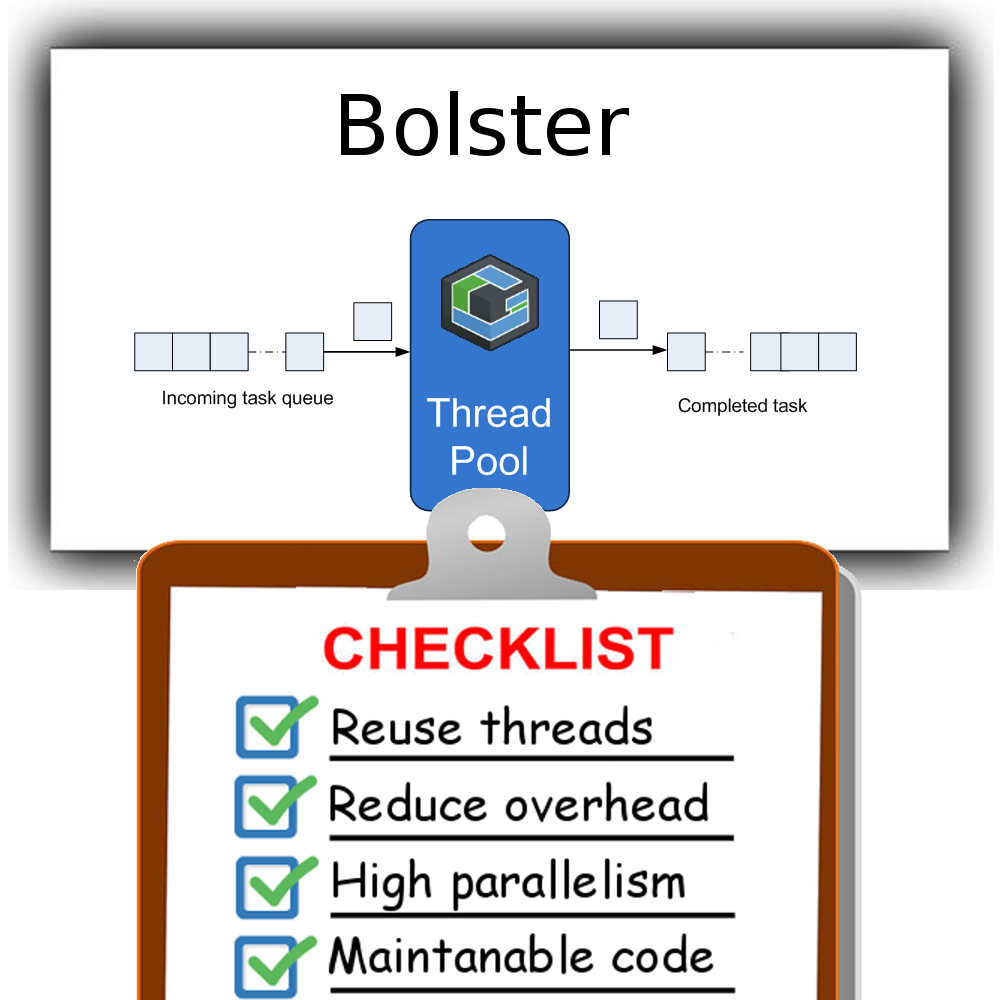 Bolster
Incoming task queue
Thread
Pool
Completed task
CHECKLIST
Reuse threads
Reduce overhead
High parallelism
Maintanable code